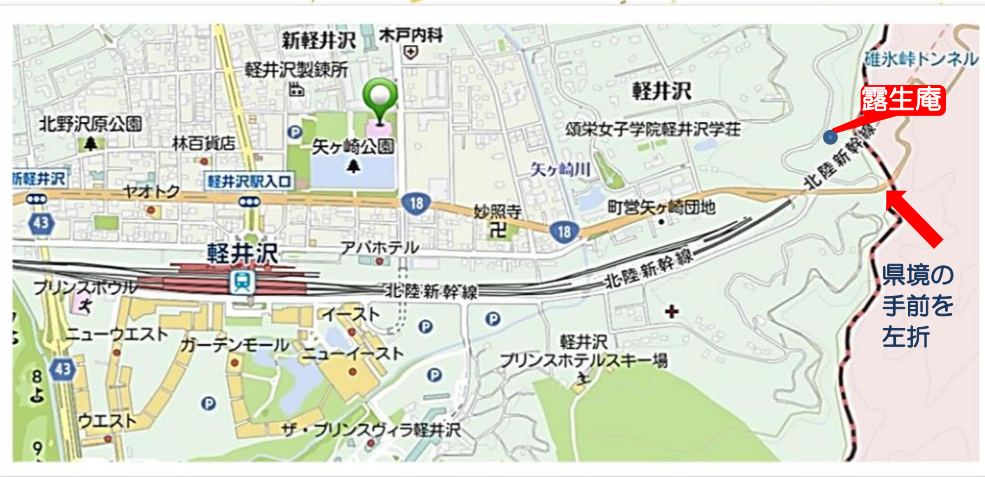 新軽井沢
木戸内科
碓氷峠トンネル
軽井沢製錬所
軽井沢
露生庵
北野沢原公園
林百貨店
矢ヶ崎公園
頌栄女子学院軽井沢学荘
北陸新幹線
矢ヶ崎川
新軽井沢
ヤオトク
軽井沢駅入口
18
妙照寺
町営矢ヶ崎団地
43
18
軽井沢
アパホテル
県境の
手前を
左折
北陸新幹線
プリンスボウル
北陸新幹線
イースト
P
P
P
ニューウエスト
ガーデンモール
ニューイースト
軽井沢
プリンスホテルスキー場
43
8
P
P
ウエスト
ザ・プリンスヴィラ軽井沢
9